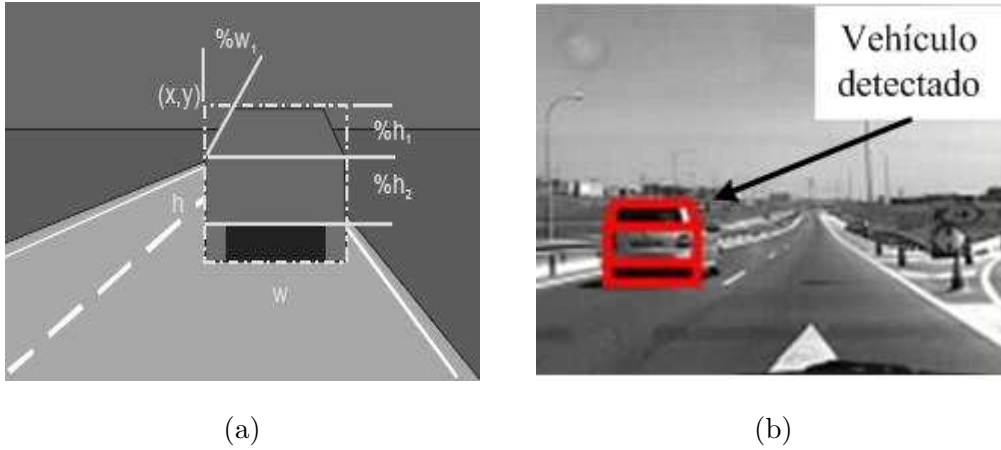 %w₁
(x,y)
%h₁
%h₂
h
w
Vehículo
detectado
(a)
(b)